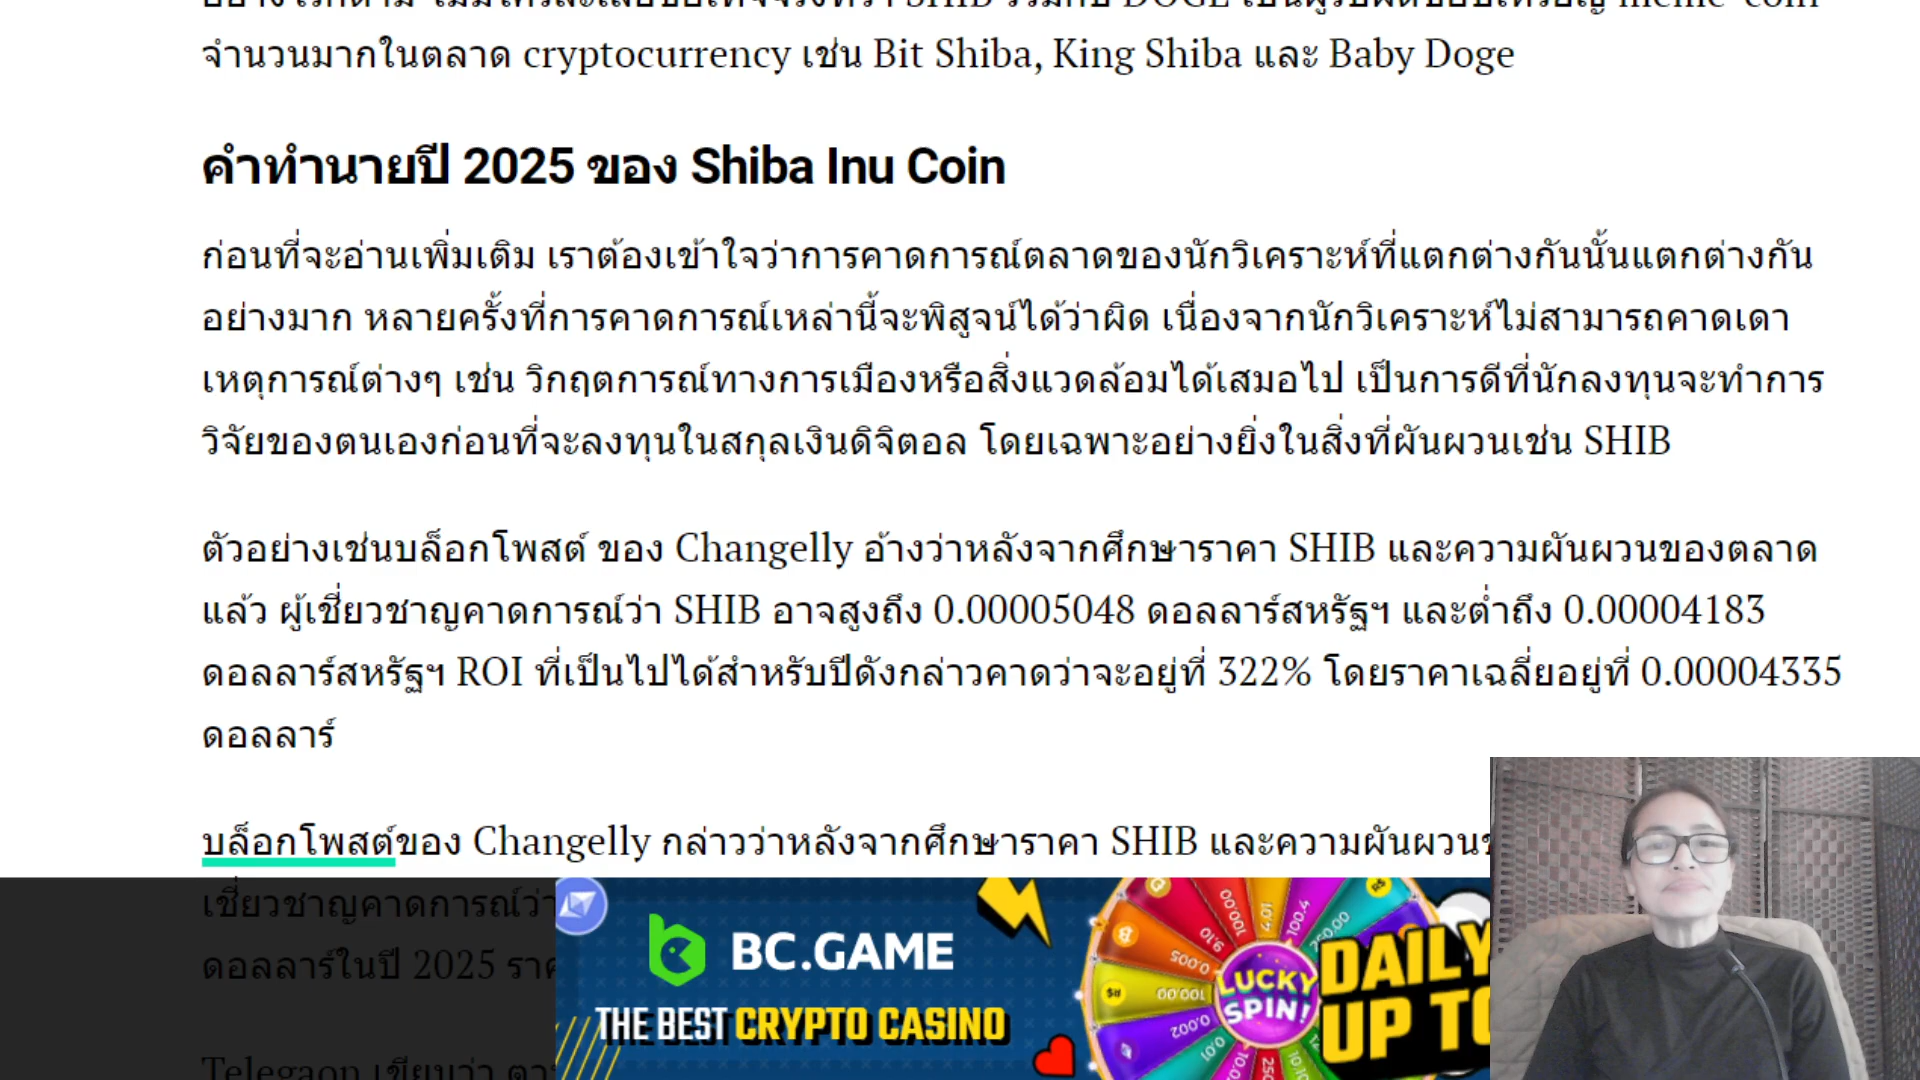 จำนวนมากในตลาด cryptocurrency เช่น Bit Shiba, King Shiba และ Baby Doge
คำทำนายปี 2025 ของ Shiba Inu Coin
ก่อนที่จะอ่านเพิ่มเติม เราต้องเข้าใจว่าการคาดการณ์ตลาดของนักวิเคราะห์ที่แตกต่างกันนั้นแตกต่างกัน
อย่างมาก หลายครั้งที่การคาดการณ์เหล่านี้จะพิสูจน์ได้ว่าผิด เนื่องจากนักวิเคราะห์ไม่สามารถคาดเดา
เหตุการณ์ต่างๆ เช่น วิกฤตการณ์ทางการเมืองหรือสิ่งแวดล้อมได้เสมอไป เป็นการดีที่นักลงทุนจะทำการ
วิจัยของตนเองก่อนที่จะลงทุนในสกุลเงินดิจิตอล โดยเฉพาะอย่างยิ่งในสิ่งที่ผันผวนเช่น SHIB
ตัวอย่างเช่นบล็อกโพสต์ ของ Changelly อ้างว่าหลังจากศึกษาราคา SHIB และความผันผวนของตลาด
แล้ว ผู้เชี่ยวชาญคาดการณ์ว่า SHIB อาจสูงถึง 0.00005048 ดอลลาร์สหรัฐฯ และต่ำถึง 0.00004183
ดอลลาร์สหรัฐฯ ROI ที่เป็นไปได้สำหรับปีดังกล่าวคาดว่าจะอยู่ที่ 322% โดยราคาเฉลี่ยอยู่ที่ 0.00004335
ดอลลาร์
บล็อกโพสต์ของ Changelly กล่าวว่าหลังจากศึกษาราคา SHIB และความผันผวน
เชี่ยวชาญคาดการณ์ว่า
ดอลลาร์ในปี 2025
Telegaon เขียนว่า
BC.GAME
THE BEST CRYPTO CASINO
LUCKY
SPIN!
DAILY
UP TO